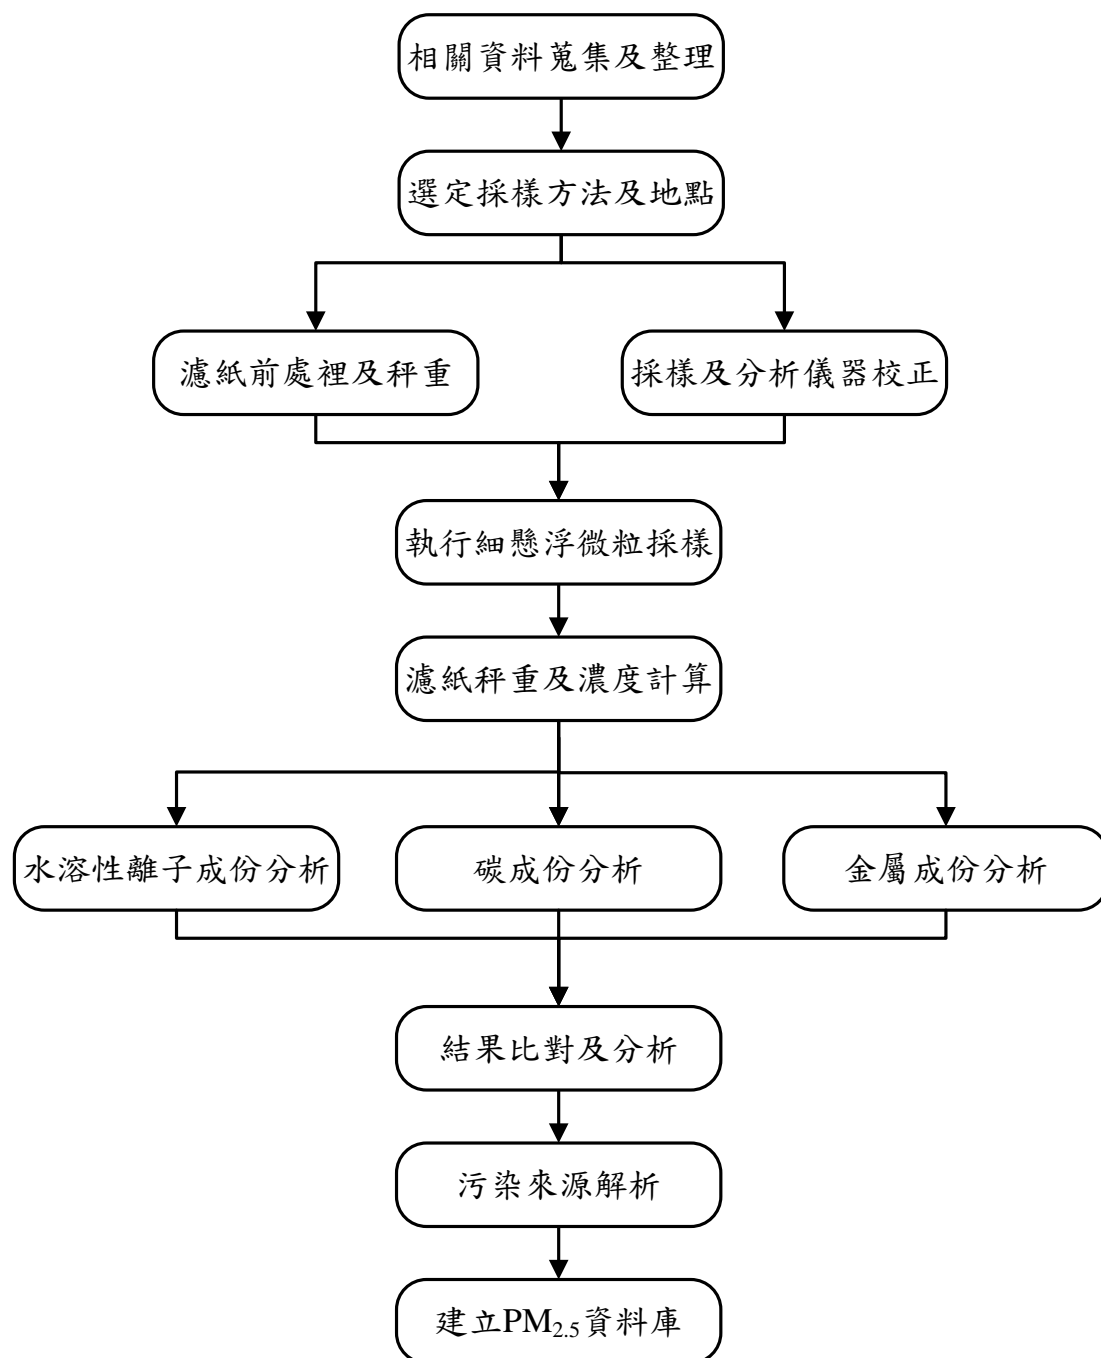 相關資料蒐集及整理
選定採樣方法及地點
濾紙前處裡及秤重
採樣及分析儀器校正
執行細懸浮微粒採樣
濾紙秤重及濃度計算
水溶性離子成份分析
碳成份分析
金屬成份分析
結果比對及分析
污染來源解析
建立PM2.5資料庫